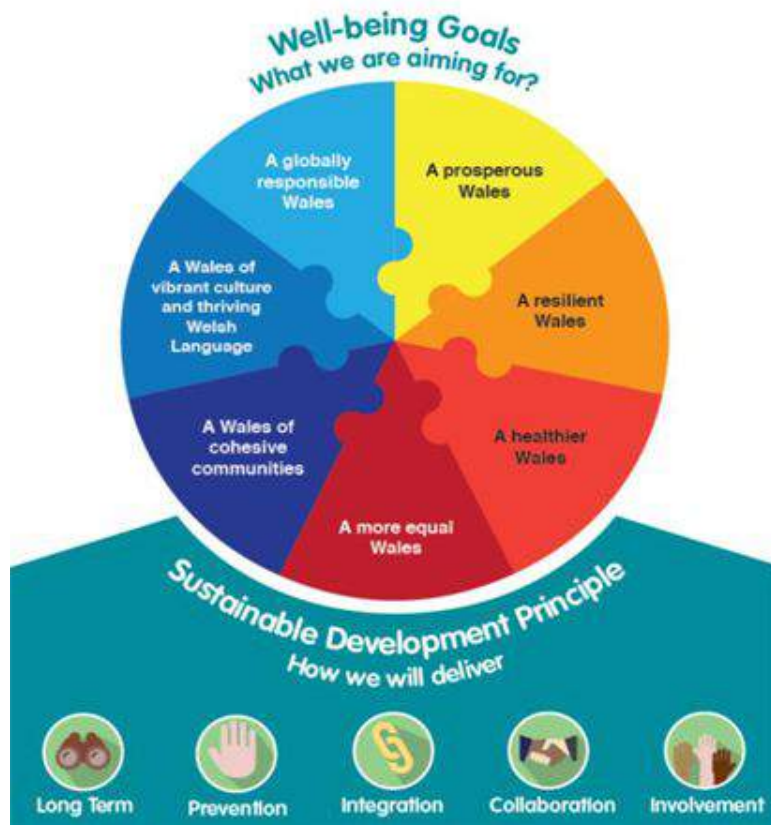 Well-being Goals
What we are aiming for?
A globally
responsible
Wales
A prosperous
Wales
A Wales of
vibrant culture
and thriving
Welsh
Language
A resilient
Wales
A Wales of
cohesive
communities
A healthier
Wales
A more equal
Wales
Sustainable Development Principle
How we will deliver
Long Term
Prevention
Integration
Collaboration
Involvement